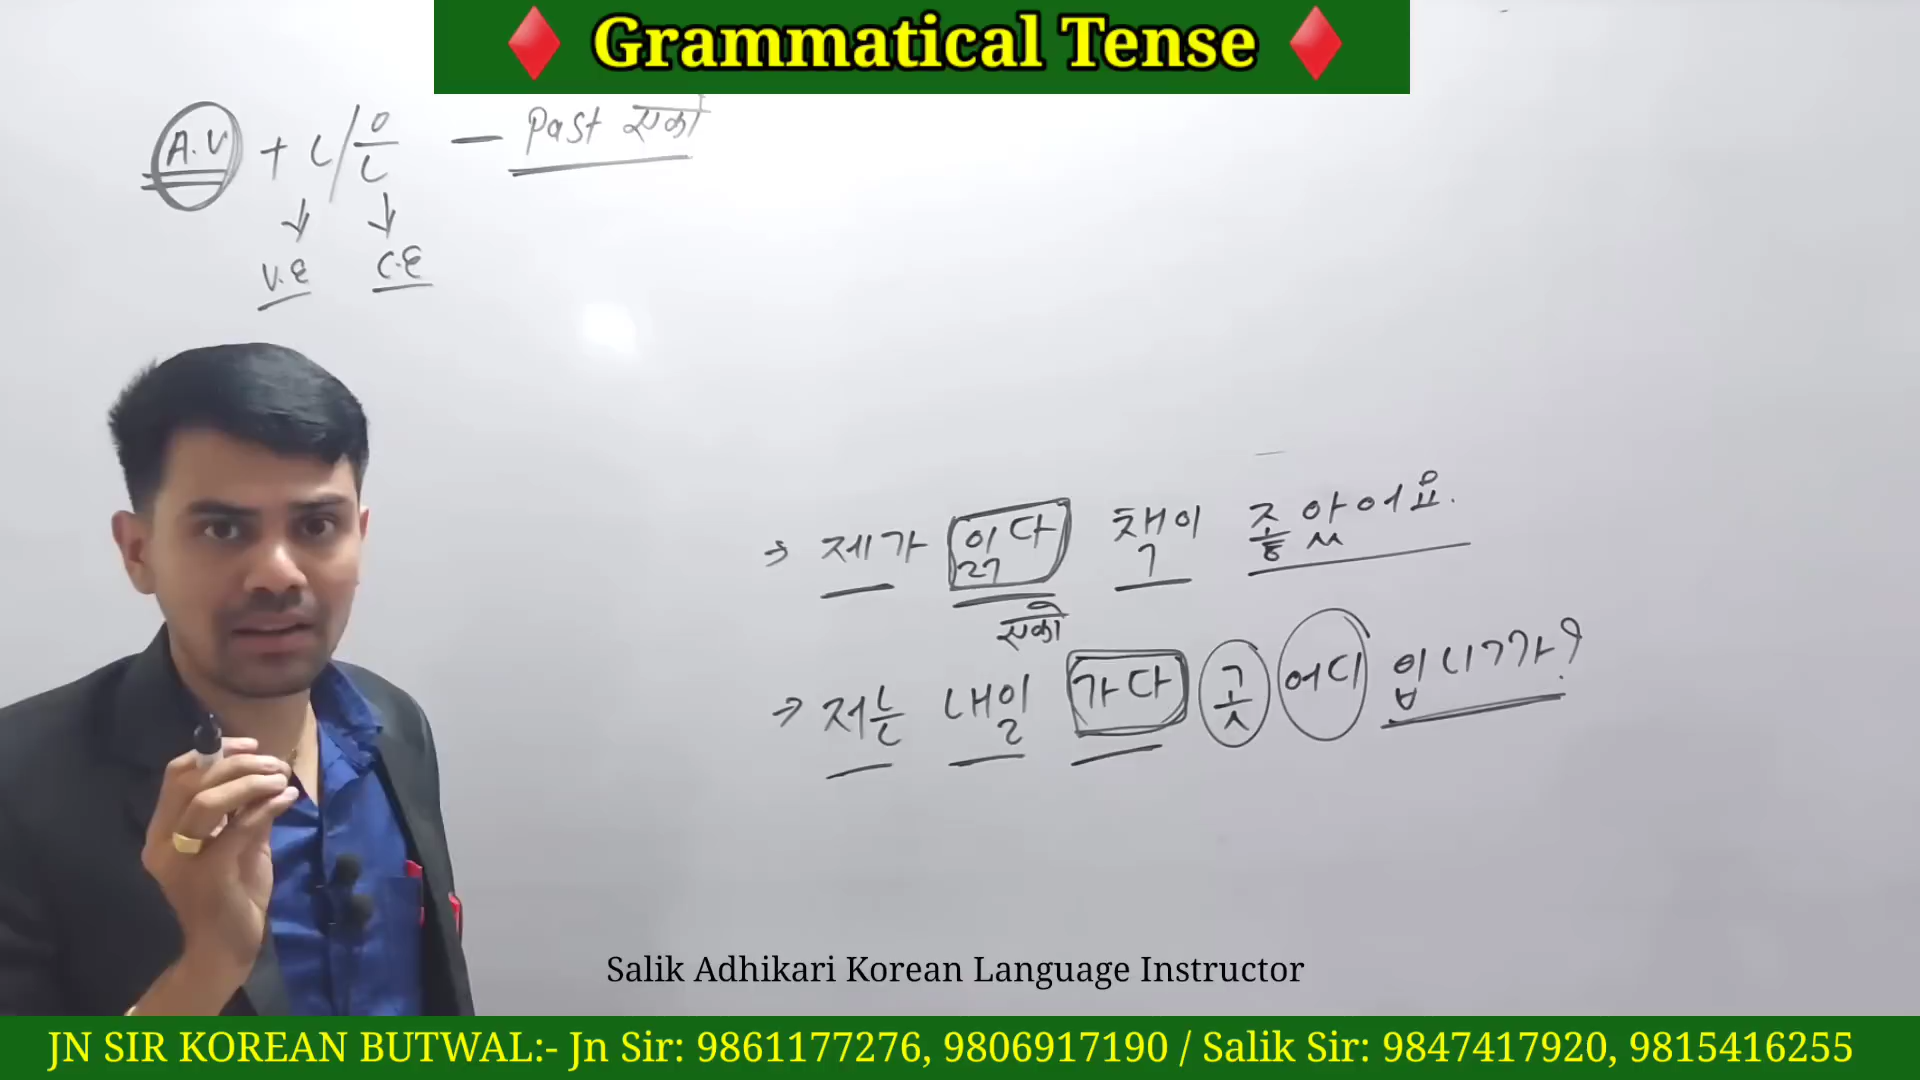 ♦ Grammatical Tense ♦
A.V + ㄴ/은 — Past एको
↓ ↓
V.E C.E
→ 제가 읽다 책이 좋았어요.
एको
→ 저는 내일 가다 곳 어디 입니까?
Salik Adhikari Korean Language Instructor
JN SIR KOREAN BUTWAL:- Jn Sir: 9861177276, 9806917190 / Salik Sir: 9847417920, 9815416255